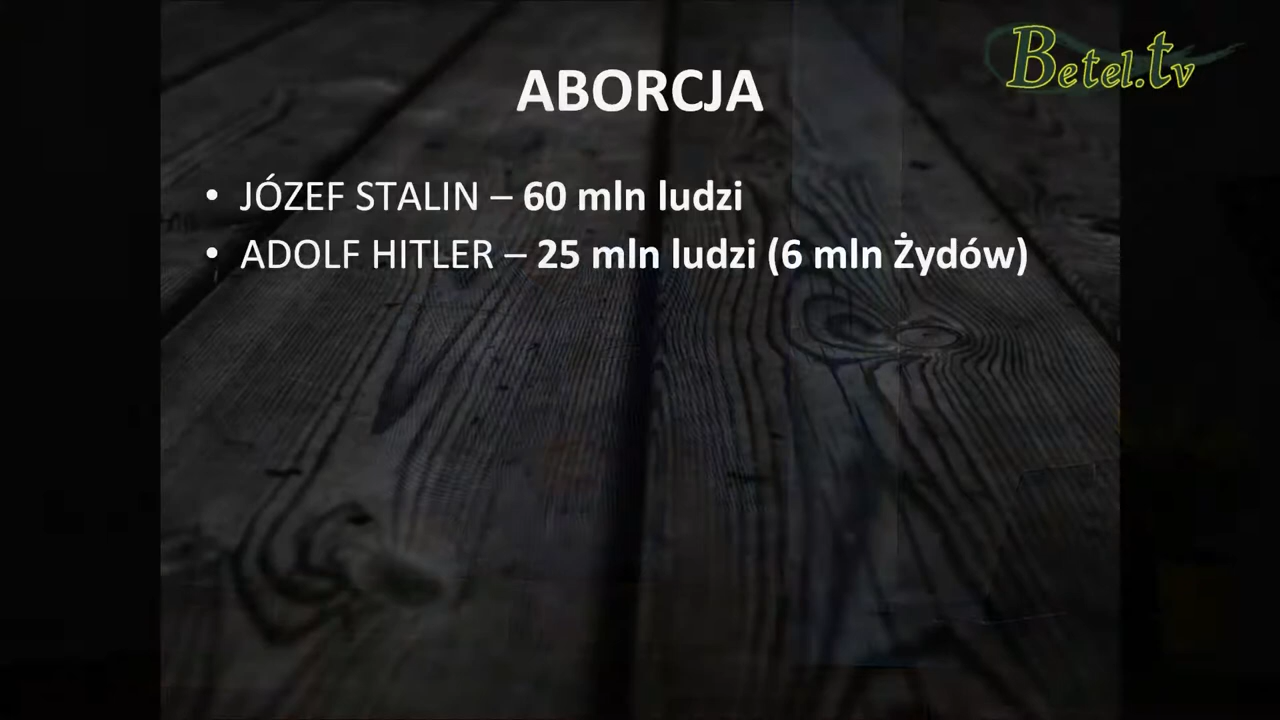 Betel.tv
ABORCJA
• JÓZEF STALIN – 60 mln ludzi
• ADOLF HITLER – 25 mln ludzi (6 mln Żydów)